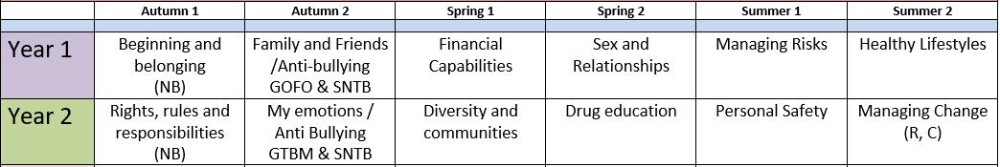 Autumn 1 Autumn 2 Spring 1 Spring 2 Summer 1 Summer 2
Year 1
Beginning and
belonging
(NB)
Family and Friends
/Anti-bullying
GOFO & SNTB
Financial
Capabilities
Sex and
Relationships
Managing Risks
Healthy Lifestyles
Year 2
Rights, rules and
responsibilities
(NB)
My emotions /
Anti Bullying
GTBM & SNTB
Diversity and
communities
Drug education
Personal Safety
Managing Change
(R, C)